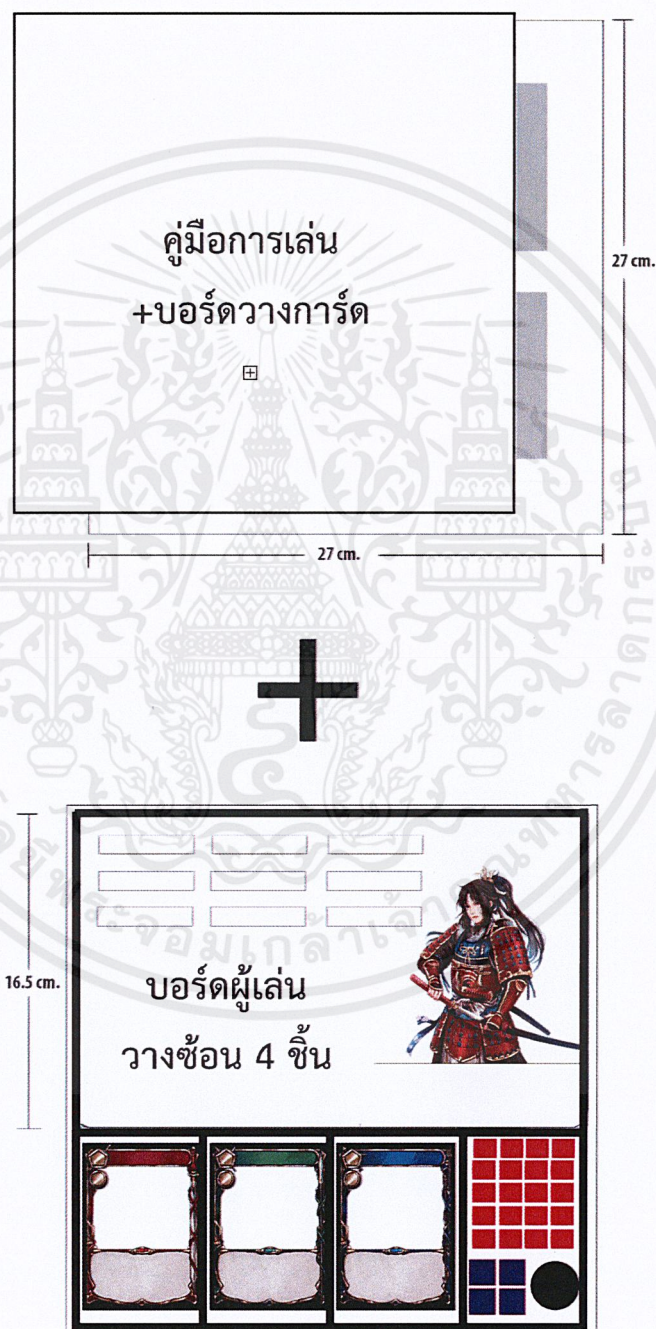 คู่มือการเล่น
+บอร์ดวางการ์ด
27 cm.
27 cm.
+
16.5 cm.
บอร์ดผู้เล่น
วางซ้อน 4 ชิ้น